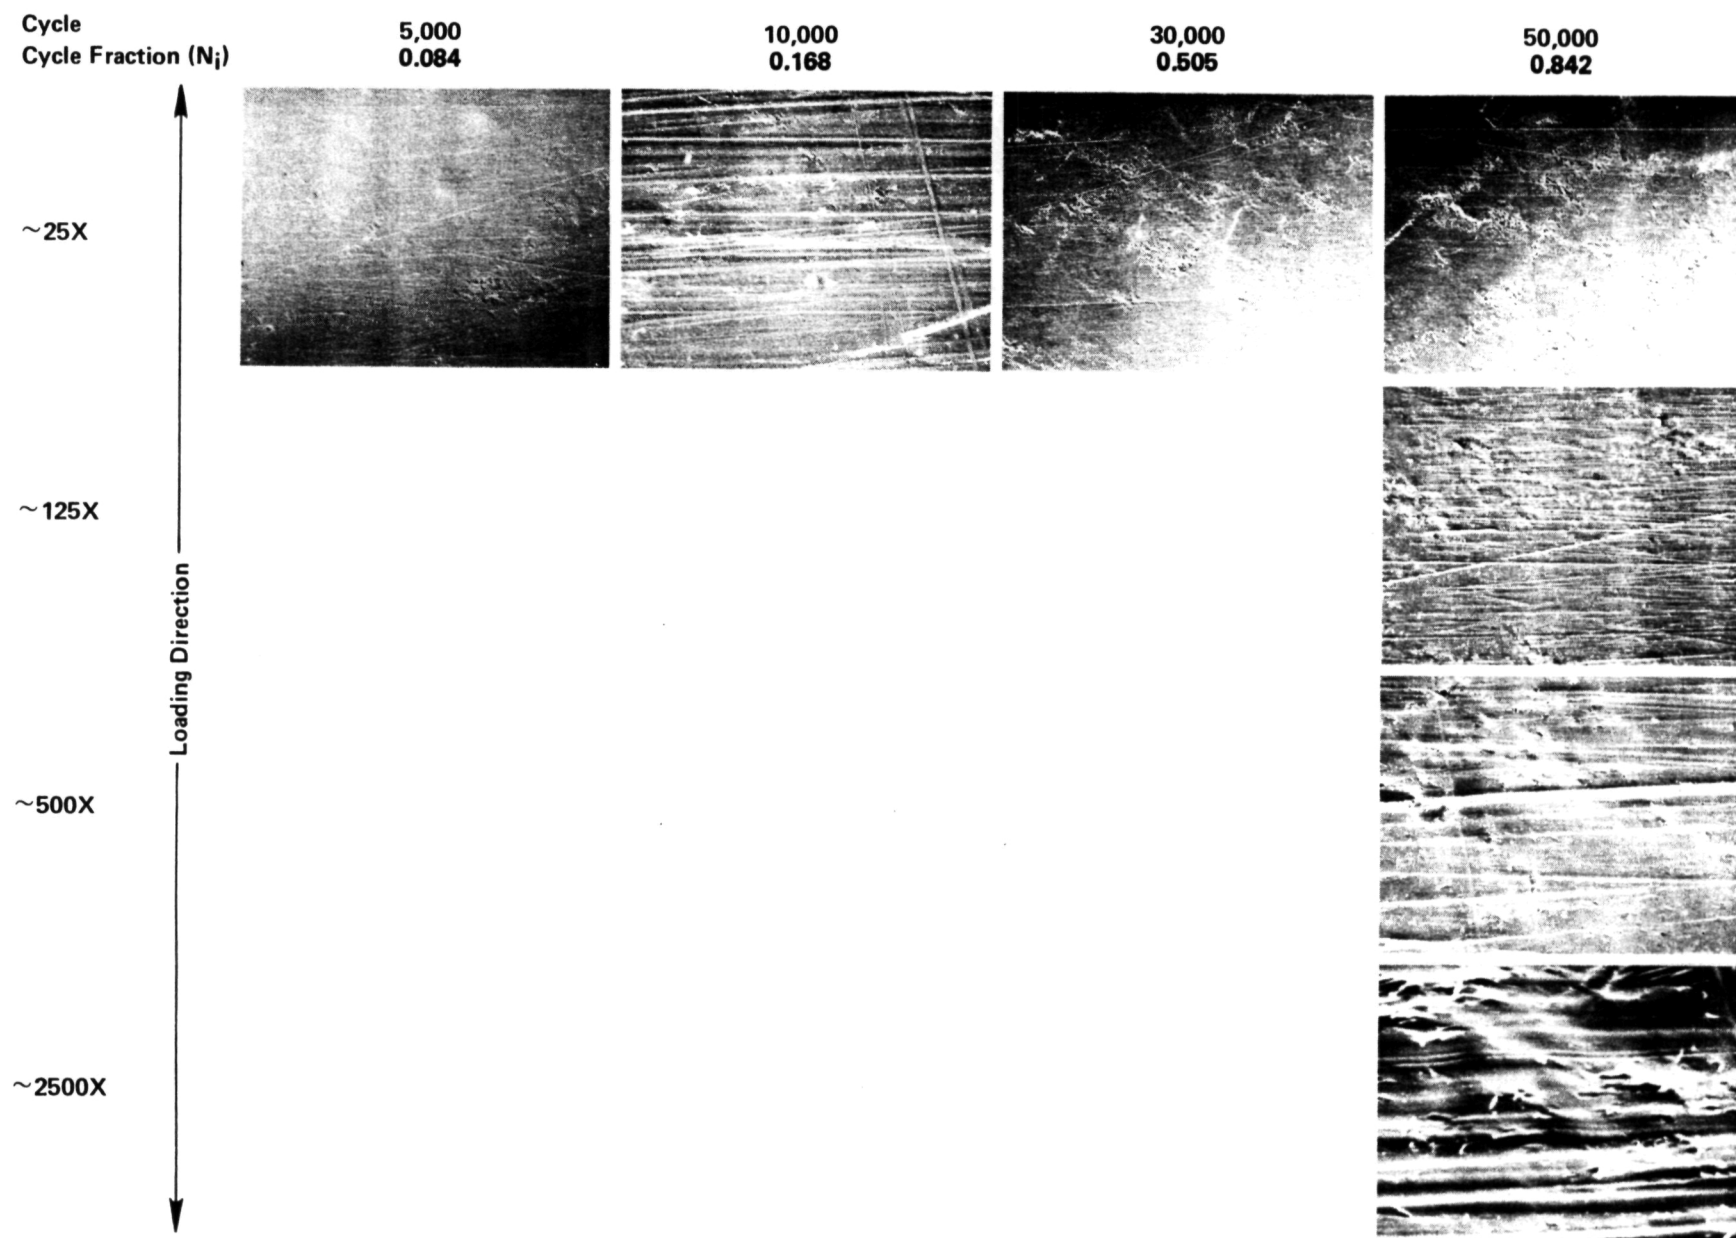 Cycle 5,000 10,000 30,000 50,000
Cycle Fraction (Ni) 0.084 0.168 0.505 0.842
~25X
~125X
Loading Direction
~500X
~2500X